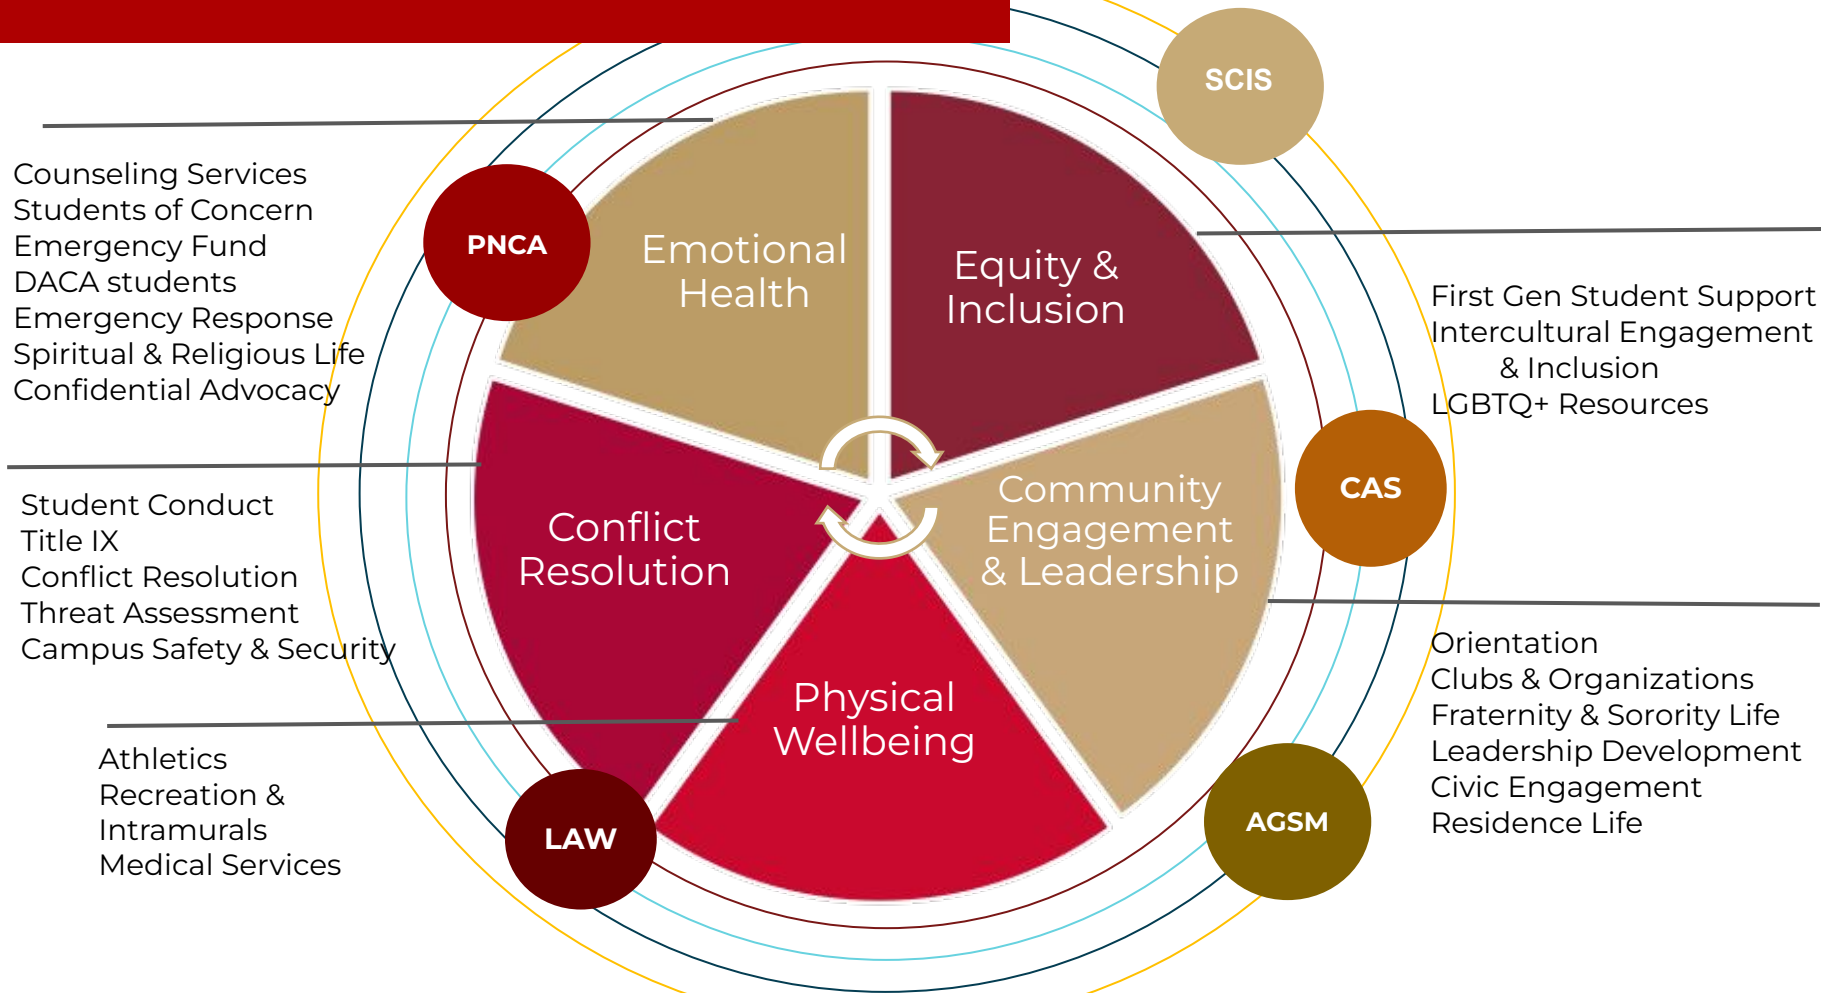 SCIS
Counseling Services
Students of Concern
Emergency Fund
DACA students
Emergency Response
Spiritual & Religious Life
Confidential Advocacy
PNCA
Emotional
Health
Equity &
Inclusion
First Gen Student Support
Intercultural Engagement
& Inclusion
LGBTQ+ Resources
Student Conduct
Title IX
Conflict Resolution
Threat Assessment
Campus Safety & Security
Conflict
Resolution
Community
Engagement
& Leadership
CAS
Physical
Wellbeing
Orientation
Clubs & Organizations
Fraternity & Sorority Life
Leadership Development
Civic Engagement
Residence Life
Athletics
Recreation &
Intramurals
Medical Services
LAW
AGSM